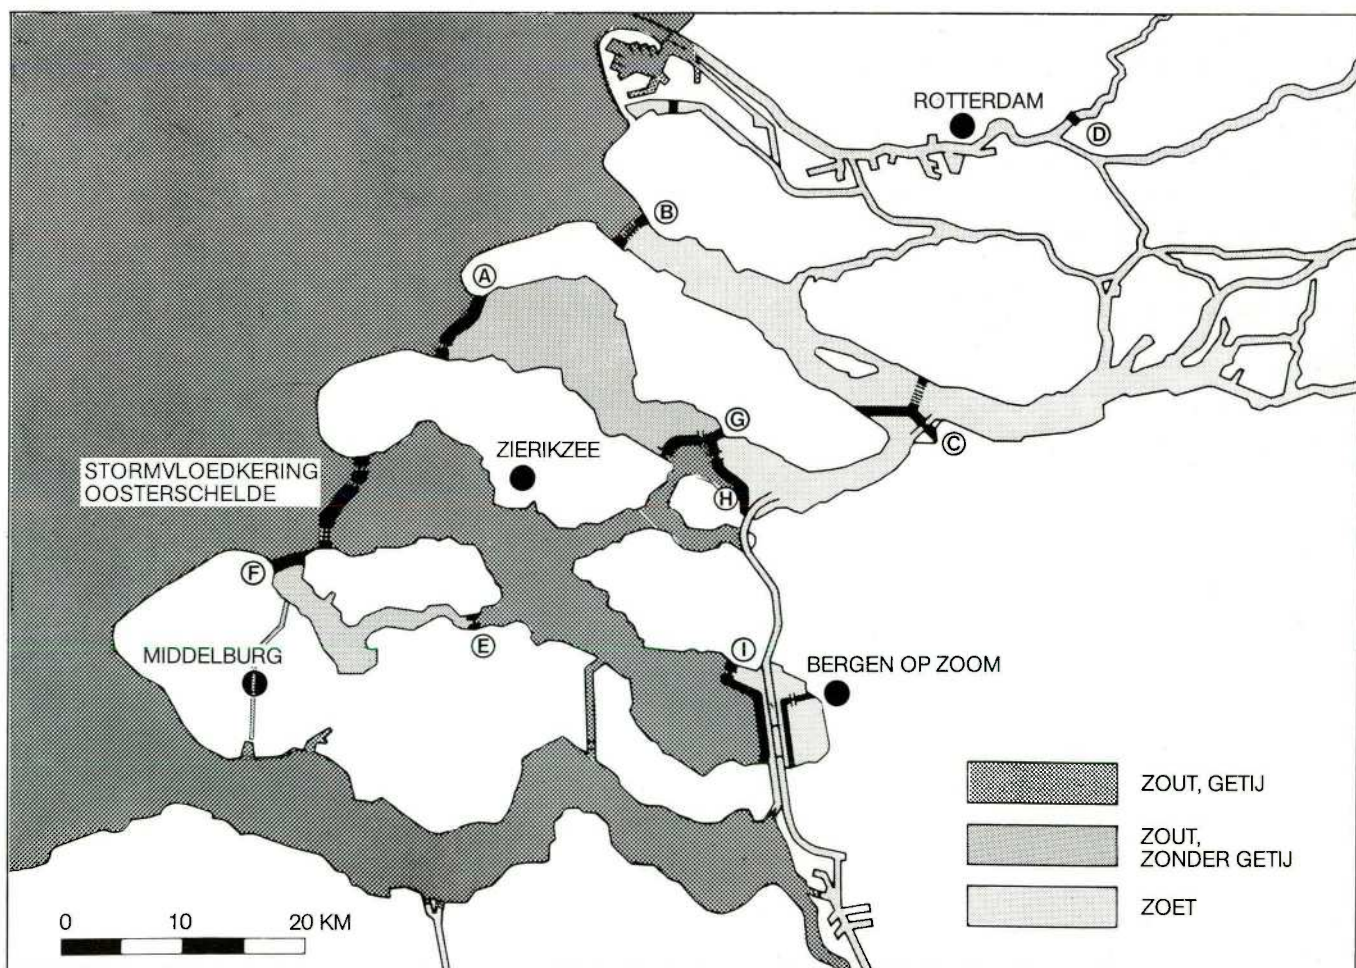 ROTTERDAM
D
B
A
G
C
ZIERIKZEE
STORMVLOEDKERING
OOSTERSCHELDE
H
F
E
I
MIDDELBURG
BERGEN OP ZOOM
ZOUT, GETIJ
ZOUT,
ZONDER GETIJ
ZOET
0 10 20 KM